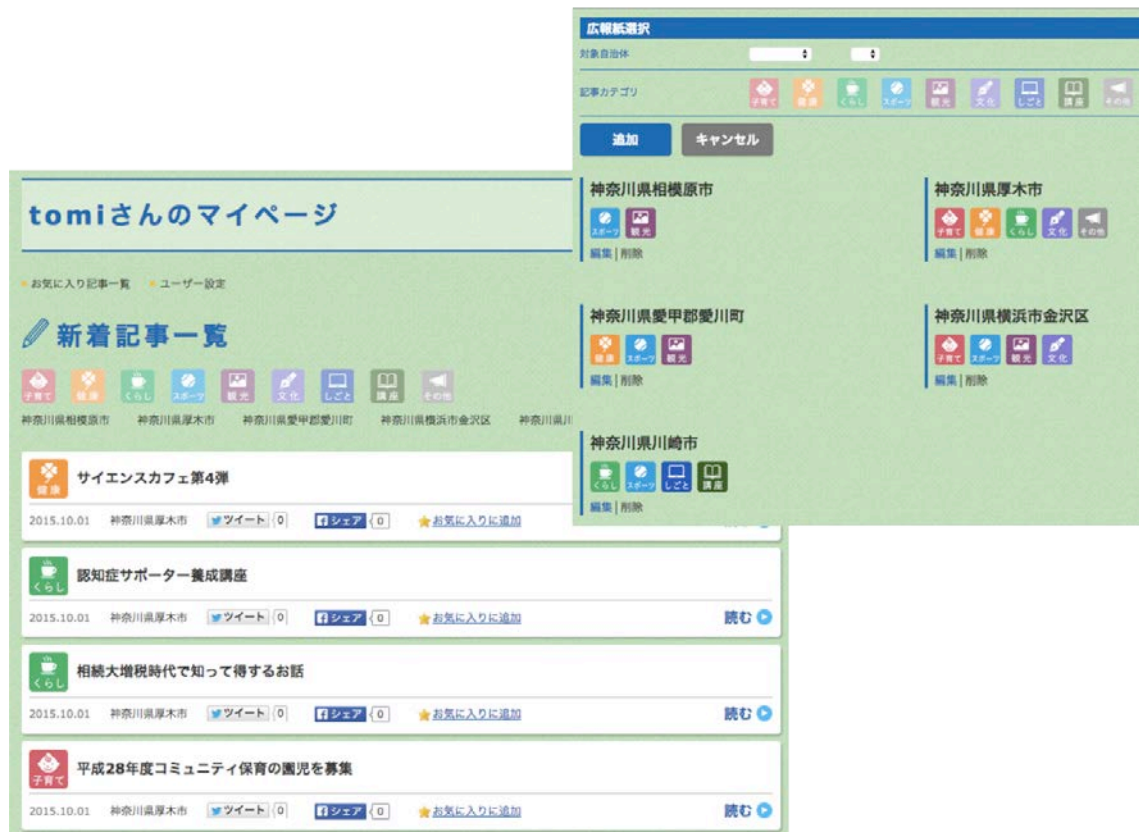 広報紙選択
対象自治体
記事カテゴリ
子育て 健康 くらし スポーツ 観光 文化 しごと 講座 その他
追加 キャンセル
神奈川県相模原市
スポーツ 観光
編集 | 削除
神奈川県厚木市
子育て 健康 くらし 文化 その他
編集 | 削除
神奈川県愛甲郡愛川町
健康 スポーツ 観光
編集 | 削除
神奈川県横浜市金沢区
子育て スポーツ 観光 文化
編集 | 削除
神奈川県川崎市
くらし スポーツ しごと 講座
編集 | 削除
tomiさんのマイページ
お気に入り記事一覧 ユーザー設定
新着記事一覧
子育て 健康 くらし スポーツ 観光 文化 しごと 講座 その他
神奈川県相模原市 神奈川県厚木市 神奈川県愛甲郡愛川町 神奈川県横浜市金沢区 神奈川県川
健康 サイエンスカフェ第4弾
2015.10.01 神奈川県厚木市 ツイート 0 シェア 0 お気に入りに追加 読む
くらし 認知症サポーター養成講座
2015.10.01 神奈川県厚木市 ツイート 0 シェア 0 お気に入りに追加 読む
くらし 相続大増税時代で知って得するお話
2015.10.01 神奈川県厚木市 ツイート 0 シェア 0 お気に入りに追加 読む
子育て 平成28年度コミュニティ保育の園児を募集
2015.10.01 神奈川県厚木市 ツイート 0 シェア 0 お気に入りに追加 読む